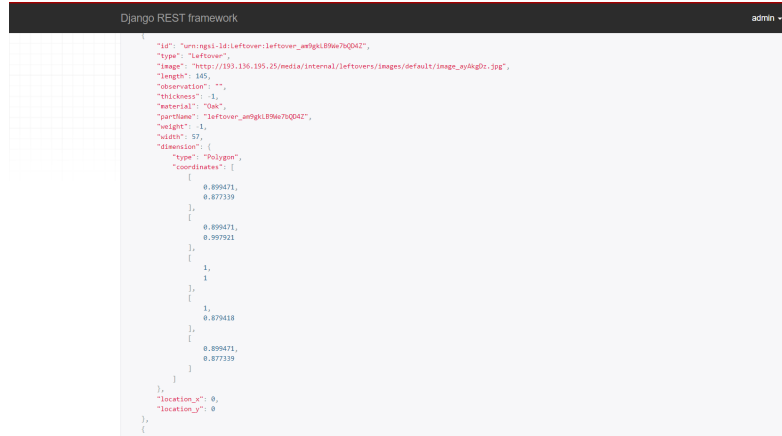 Django REST framework
admin
{
"id": "urn:ngsi-ld:Leftover:leftover_am9gkLB9We7bQD4Z",
"type": "Leftover",
"image": "http://193.136.195.25/media/internal/leftovers/images/default/image_ayAkgDz.jpg",
"length": 145,
"observation": "",
"thickness": -1,
"material": "Oak",
"partName": "leftover_am9gkLB9We7bQD4Z",
"weight": -1,
"width": 57,
"dimension": {
"type": "Polygon",
"coordinates": [
[
0.899471,
0.877339
],
[
0.899471,
0.997921
],
[
1,
1
],
[
1,
0.879418
],
[
0.899471,
0.877339
]
]
},
"location_x": 0,
"location_y": 0
},
{